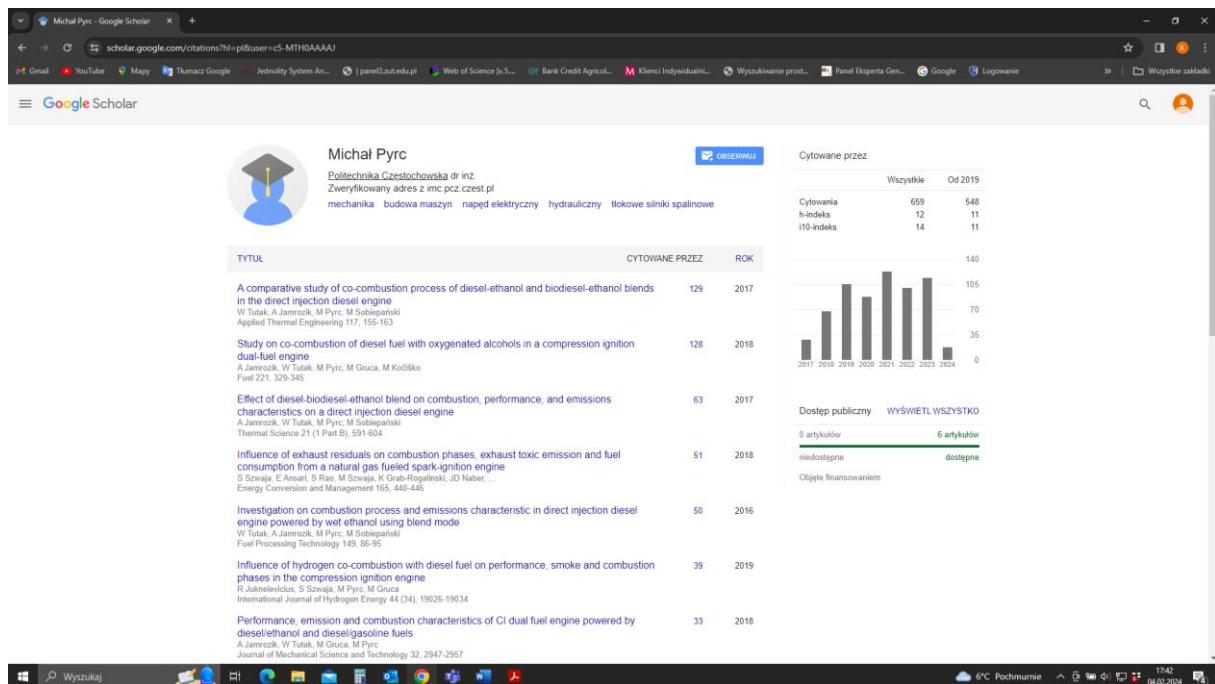 Michał Pyrc - Google Scholar
scholar.google.com/citations?hl=pl&user=c5-MTH0AAAAJ
Gmail YouTube Mapy Tłumacz Google Jednolity System An... | panel2.zut.edu.pl Web of Science [v.5.... Bank Credit Agricol... Klienci Indywidualni... Wyszukiwanie prost... Panel Eksperta Gen... Google Logowanie » Wszystkie zakładki
Google Scholar
Michał Pyrc
OBSERWUJ
Politechnika Częstochowska dr inż.
Zweryfikowany adres z imc.pcz.czest.pl
mechanika budowa maszyn napęd elektryczny hydrauliczny tłokowe silniki spalinowe
TYTUŁ CYTOWANE PRZEZ ROK
A comparative study of co-combustion process of diesel-ethanol and biodiesel-ethanol blends 129 2017
in the direct injection diesel engine
W Tutak, A Jamrozik, M Pyrc, M Sobiepański
Applied Thermal Engineering 117, 155-163
Study on co-combustion of diesel fuel with oxygenated alcohols in a compression ignition 128 2018
dual-fuel engine
A Jamrozik, W Tutak, M Pyrc, M Gruca, M Kočiško
Fuel 221, 329-345
Effect of diesel-biodiesel-ethanol blend on combustion, performance, and emissions 63 2017
characteristics on a direct injection diesel engine
A Jamrozik, W Tutak, M Pyrc, M Sobiepański
Thermal Science 21 (1 Part B), 591-604
Influence of exhaust residuals on combustion phases, exhaust toxic emission and fuel 51 2018
consumption from a natural gas fueled spark-ignition engine
S Szwaja, E Ansari, S Rao, M Szwaja, K Grab-Rogalinski, JD Naber, ...
Energy Conversion and Management 165, 440-446
Investigation on combustion process and emissions characteristic in direct injection diesel 50 2016
engine powered by wet ethanol using blend mode
W Tutak, A Jamrozik, M Pyrc, M Sobiepański
Fuel Processing Technology 149, 86-95
Influence of hydrogen co-combustion with diesel fuel on performance, smoke and combustion 39 2019
phases in the compression ignition engine
R Juknelevičius, S Szwaja, M Pyrc, M Gruca
International Journal of Hydrogen Energy 44 (34), 19026-19034
Performance, emission and combustion characteristics of CI dual fuel engine powered by 33 2018
diesel/ethanol and diesel/gasoline fuels
A Jamrozik, W Tutak, M Gruca, M Pyrc
Journal of Mechanical Science and Technology 32, 2947-2957
Cytowane przez
Wszystkie Od 2019
Cytowania 659 548
h-indeks 12 11
i10-indeks 14 11
140
105
70
35
0
2017 2018 2019 2020 2021 2022 2023 2024
Dostęp publiczny WYŚWIETL WSZYSTKO
0 artykułów 6 artykułów
niedostępne dostępne
Objęte finansowaniem
Wyszukaj
6°C Pochmurnie
17:42
04.02.2024